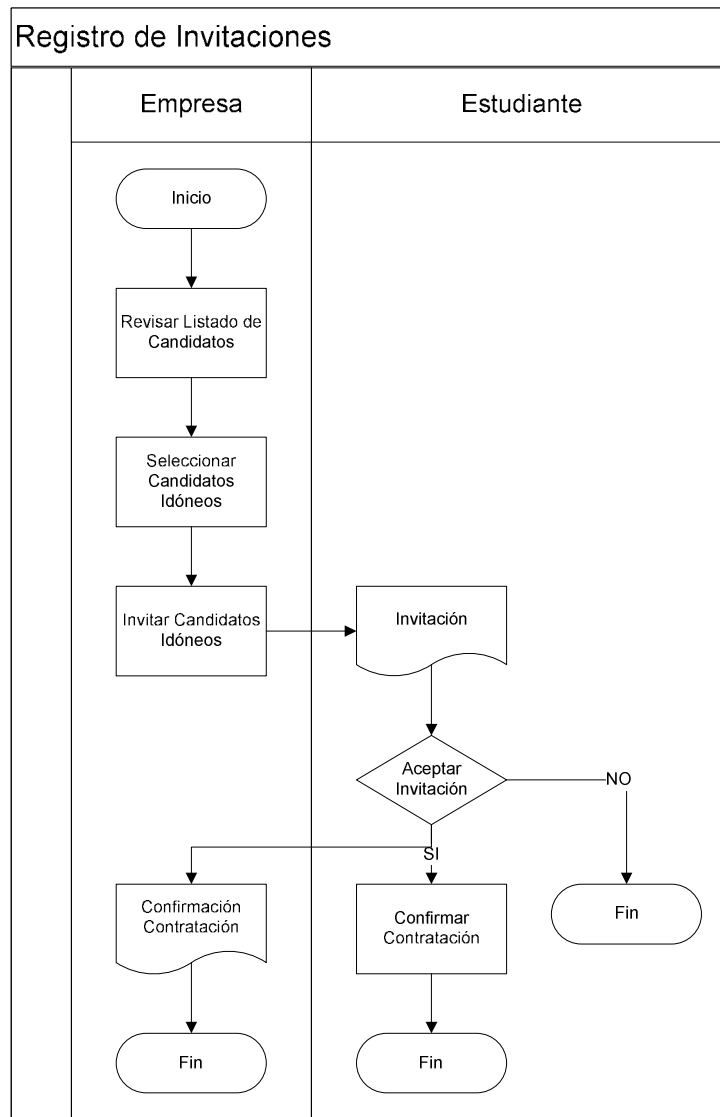 Registro de Invitaciones
Empresa
Estudiante
Inicio
Revisar Listado de
Candidatos
Seleccionar
Candidatos
Idóneos
Invitar Candidatos
Idóneos
Invitación
Aceptar
Invitación
NO
SI
Confirmación
Contratación
Confirmar
Contratación
Fin
Fin
Fin